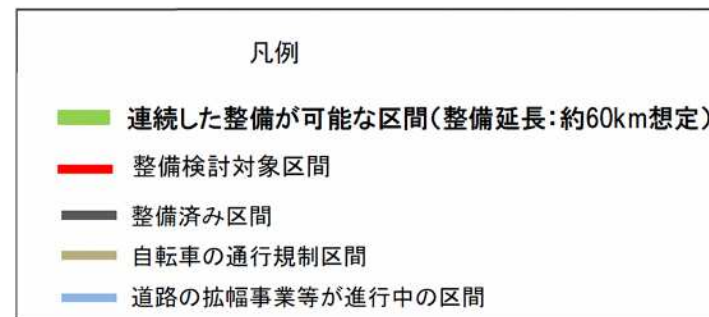 凡例
連続した整備が可能な区間(整備延長:約60km想定)
整備検討対象区間
整備済み区間
自転車の通行規制区間
道路の拡幅事業等が進行中の区間